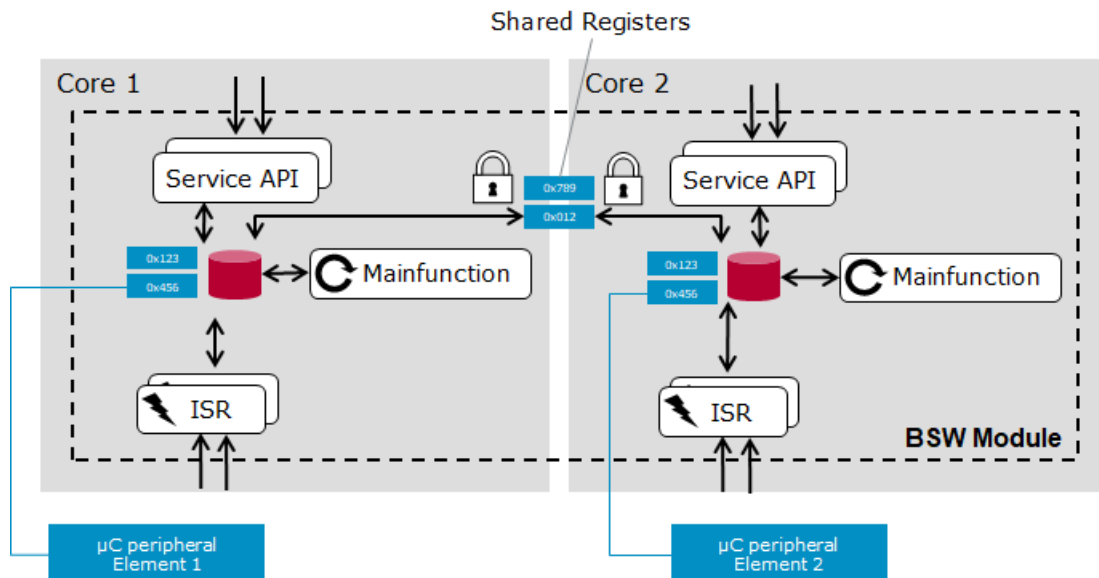 Shared Registers
Core 1
Core 2
Service API
Service API
0x789
0x012
0x123
0x456
Mainfunction
0x123
0x456
Mainfunction
ISR
ISR
BSW Module
µC peripheral
Element 1
µC peripheral
Element 2